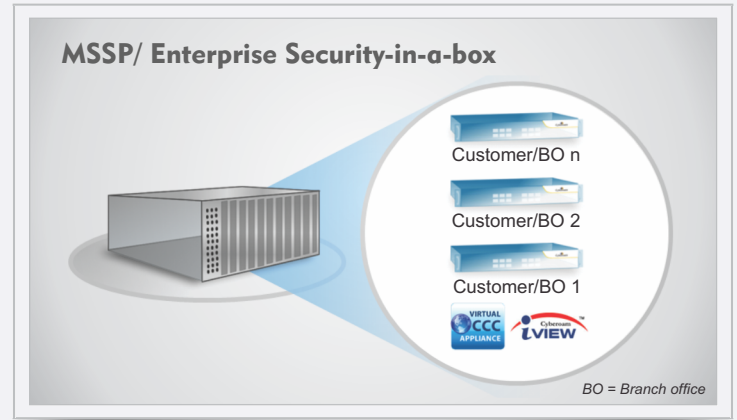 MSSP/ Enterprise Security-in-a-box
Customer/BO n
Customer/BO 2
Customer/BO 1
VIRTUAL
CCC
APPLIANCE
Cyberoam
iVIEW™
BO = Branch office